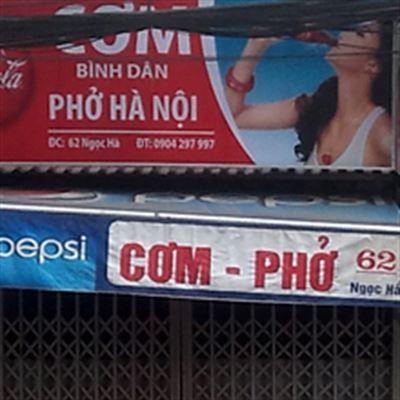 CƠM
BÌNH DÂN
PHỞ HÀ NỘI
ĐC: 62 Ngọc Hà ĐT: 0904 297 997
pepsi
CƠM - PHỞ 62
Ngọc Hà